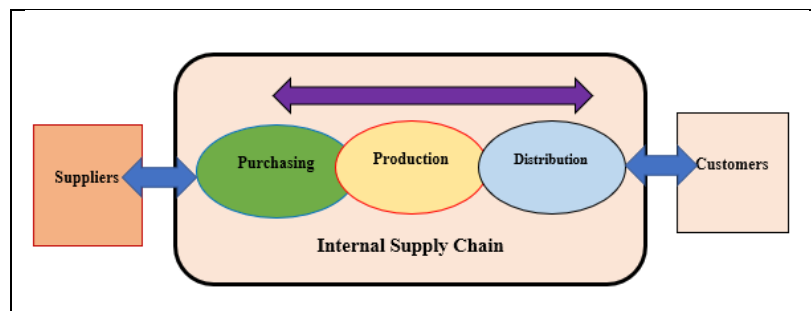 Suppliers
Purchasing
Production
Distribution
Customers
Internal Supply Chain